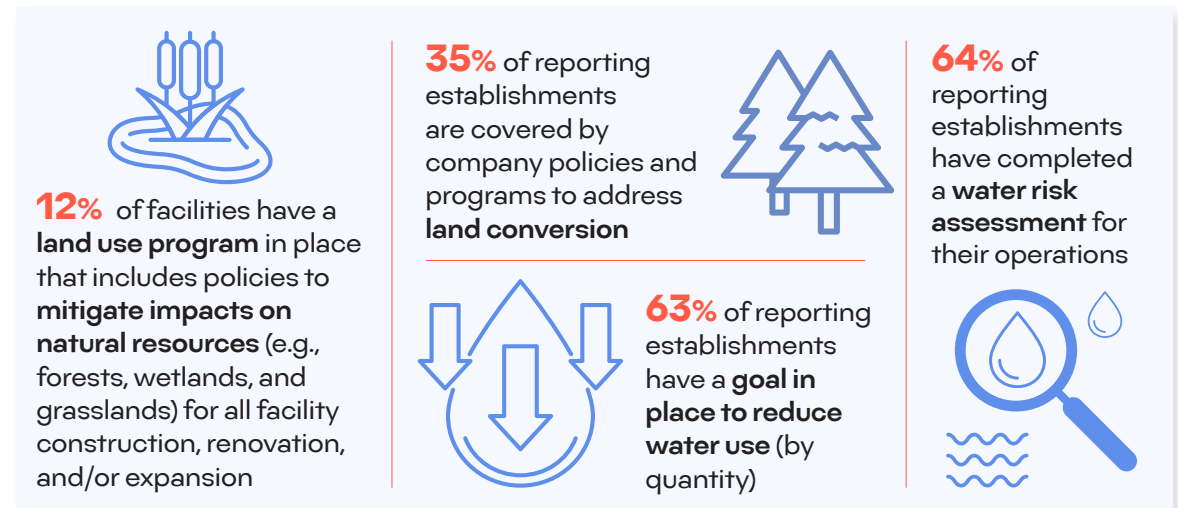 12% of facilities have a
land use program in place
that includes policies to
mitigate impacts on
natural resources (e.g.,
forests, wetlands, and
grasslands) for all facility
construction, renovation,
and/or expansion
35% of reporting
establishments
are covered by
company policies and
programs to address
land conversion
63% of reporting
establishments
have a goal in
place to reduce
water use (by
quantity)
64% of
reporting
establishments
have completed
a water risk
assessment for
their operations